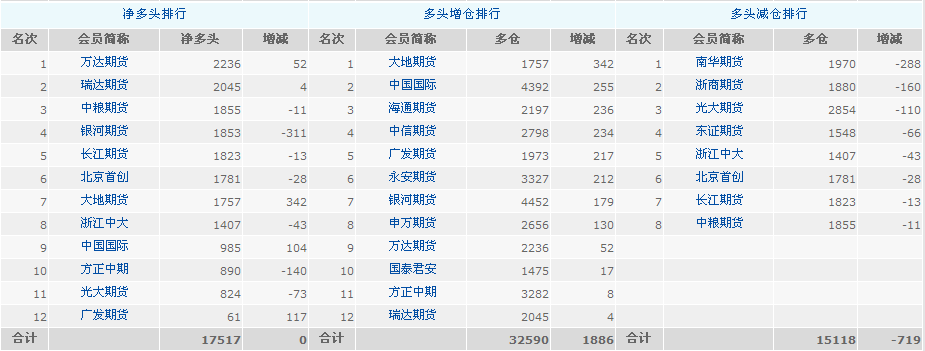 净多头排行 多头增仓排行 多头减仓排行
名次 会员简称 净多头 增减 名次 会员简称 多仓 增减 名次 会员简称 多仓 增减
1 万达期货 2236 52 1 大地期货 1757 342 1 南华期货 1970 -288
2 瑞达期货 2045 4 2 中国国际 4392 255 2 浙商期货 1880 -160
3 中粮期货 1855 -11 3 海通期货 2197 236 3 光大期货 2854 -110
4 银河期货 1853 -311 4 中信期货 2798 234 4 东证期货 1548 -66
5 长江期货 1823 -13 5 广发期货 1973 217 5 浙江中大 1407 -43
6 北京首创 1781 -28 6 永安期货 3327 212 6 北京首创 1781 -28
7 大地期货 1757 342 7 银河期货 4452 179 7 长江期货 1823 -13
8 浙江中大 1407 -43 8 申万期货 2656 130 8 中粮期货 1855 -11
9 中国国际 985 104 9 万达期货 2236 52
10 方正中期 890 -140 10 国泰君安 1475 17
11 光大期货 824 -73 11 方正中期 3282 8
12 广发期货 61 117 12 瑞达期货 2045 4
合计 17517 0 合计 32590 1886 合计 15118 -719